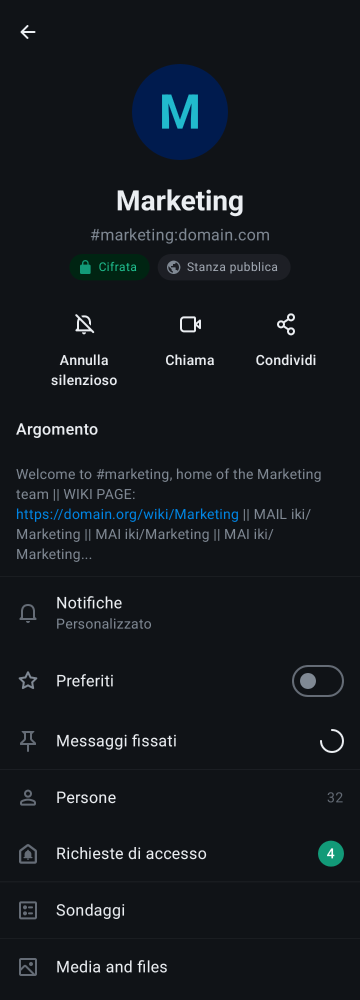 M
Marketing
#marketing:domain.com
Cifrata
Stanza pubblica
Annulla
silenzioso
Chiama
Condividi
Argomento
Welcome to #marketing, home of the Marketing
team || WIKI PAGE:
https://domain.org/wiki/Marketing || MAIL iki/
Marketing || MAI iki/Marketing || MAI iki/
Marketing...
Notifiche
Personalizzato
Preferiti
Messaggi fissati
Persone 32
Richieste di accesso 4
Sondaggi
Media and files